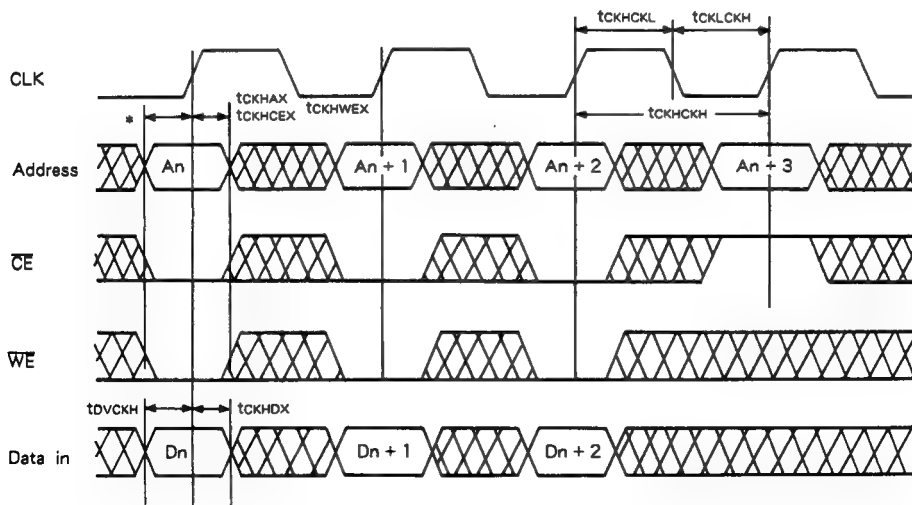 tCKHCKL tCKLCKH
CLK
* tCKHAX
tCKHCEX tCKHWEX
tCKHCKH
Address An An + 1 An + 2 An + 3
CE
WE
tDVCKH tCKHDX
Data in Dn Dn + 1 Dn + 2